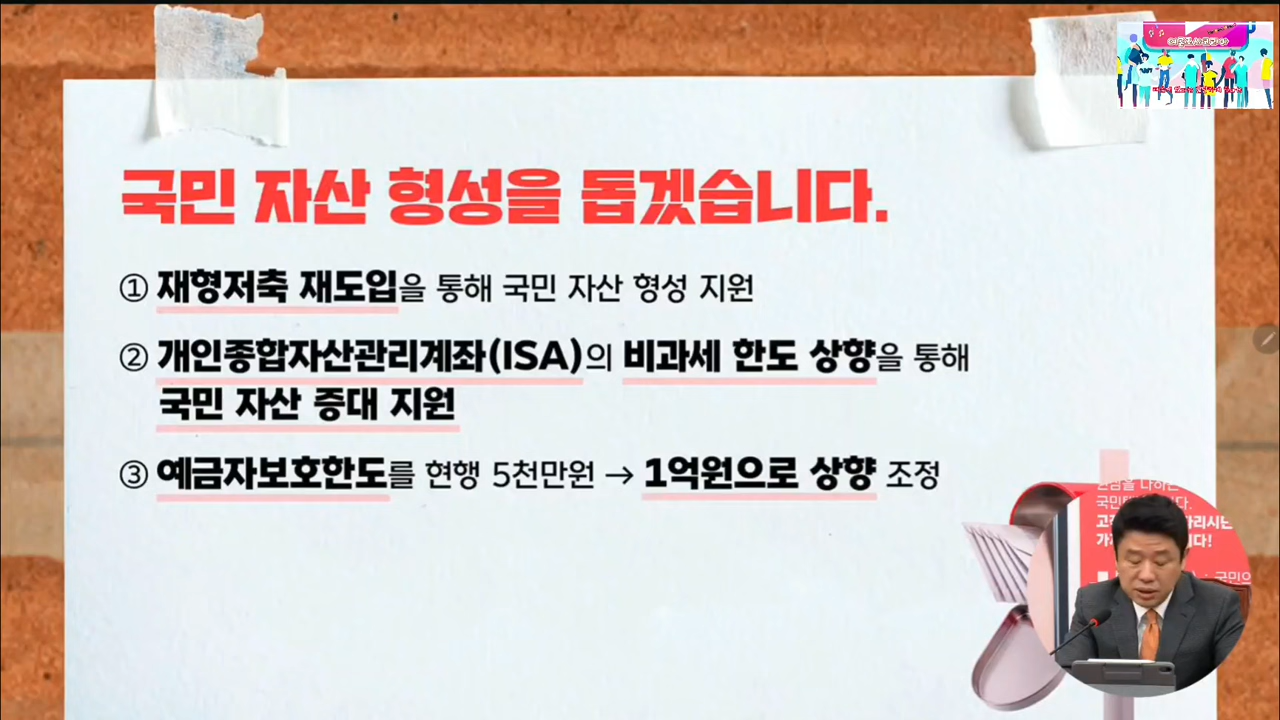 국민 자산 형성을 돕겠습니다.
① 재형저축 재도입을 통해 국민 자산 형성 지원
② 개인종합자산관리계좌(ISA)의 비과세 한도 상향을 통해
국민 자산 증대 지원
③ 예금자보호한도를 현행 5천만원 → 1억원으로 상향 조정